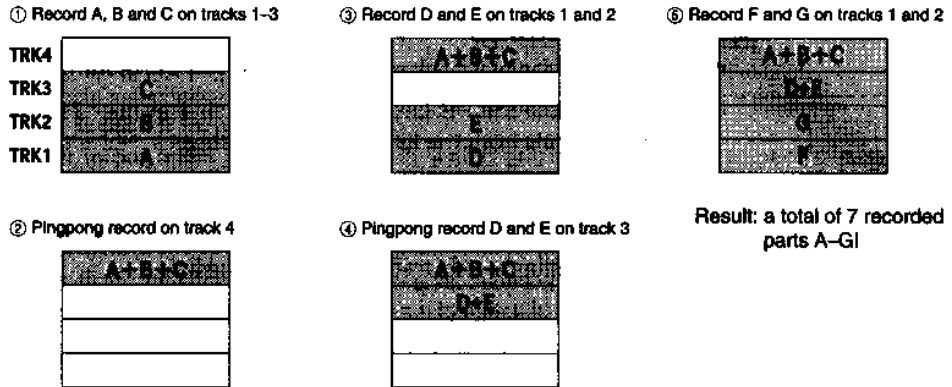 ① Record A, B and C on tracks 1–3
TRK4
TRK3 C
TRK2 B
TRK1 A
② Pingpong record on track 4
A+B+C
③ Record D and E on tracks 1 and 2
A+B+C
E
D
④ Pingpong record D and E on track 3
A+B+C
D+E
⑤ Record F and G on tracks 1 and 2
A+B+C
D+E
G
F
Result: a total of 7 recorded
parts A–G!